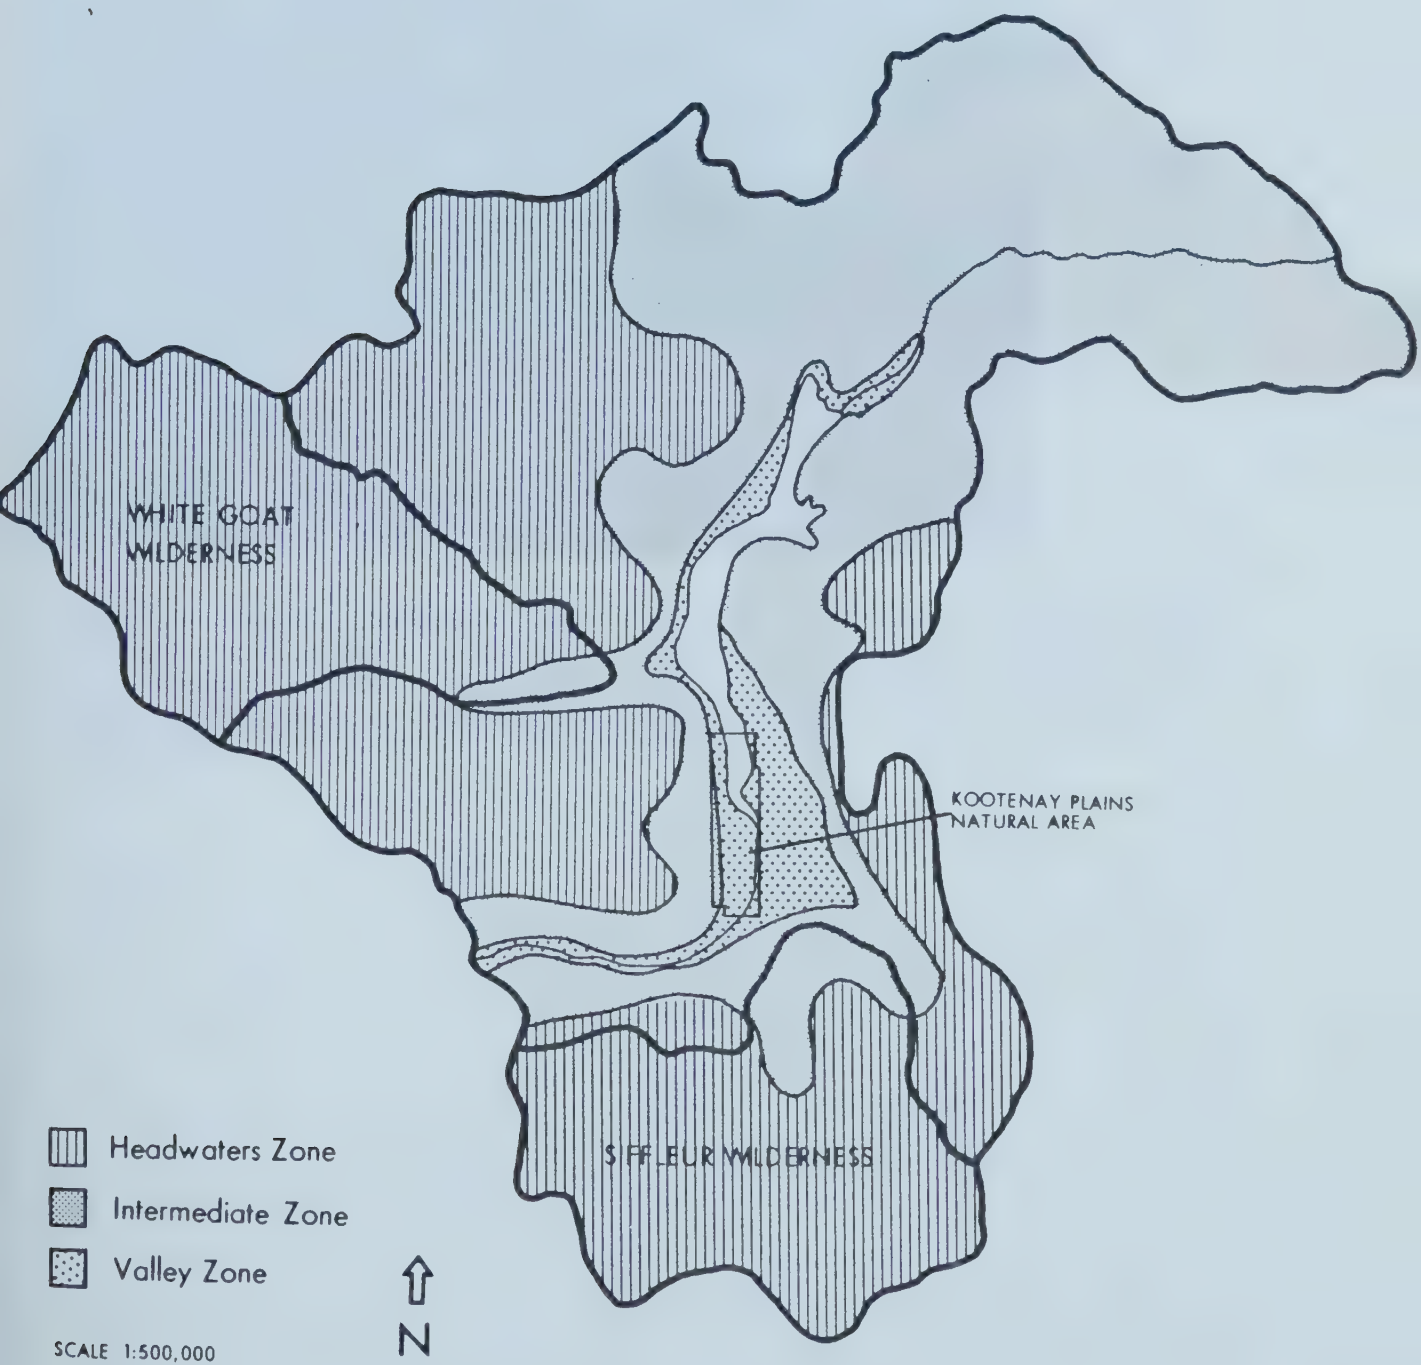 WHITE GOAT
WILDERNESS
KOOTENAY PLAINS
NATURAL AREA
SIFFLEUR WILDERNESS
Headwaters Zone
Intermediate Zone
Valley Zone
N
SCALE 1:500,000